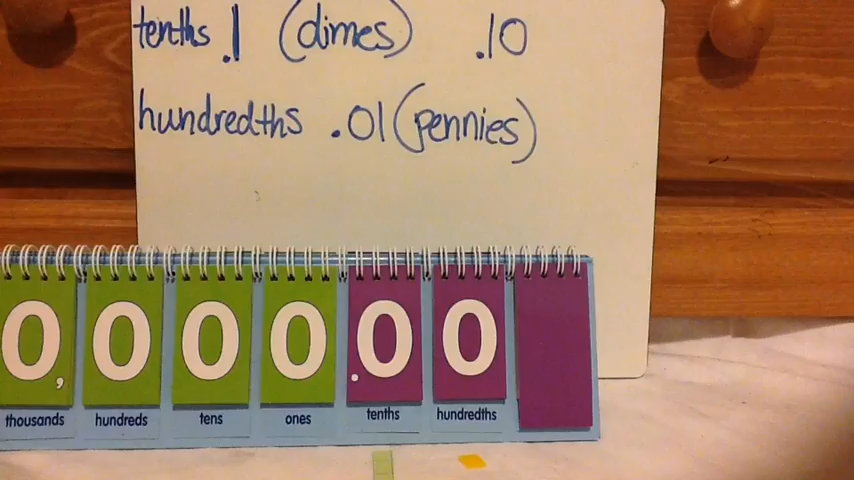 tenths .1 (dimes) .10
hundredths .01 (pennies)
0, 0 0 0 .0 0
thousands hundreds tens ones tenths hundredths